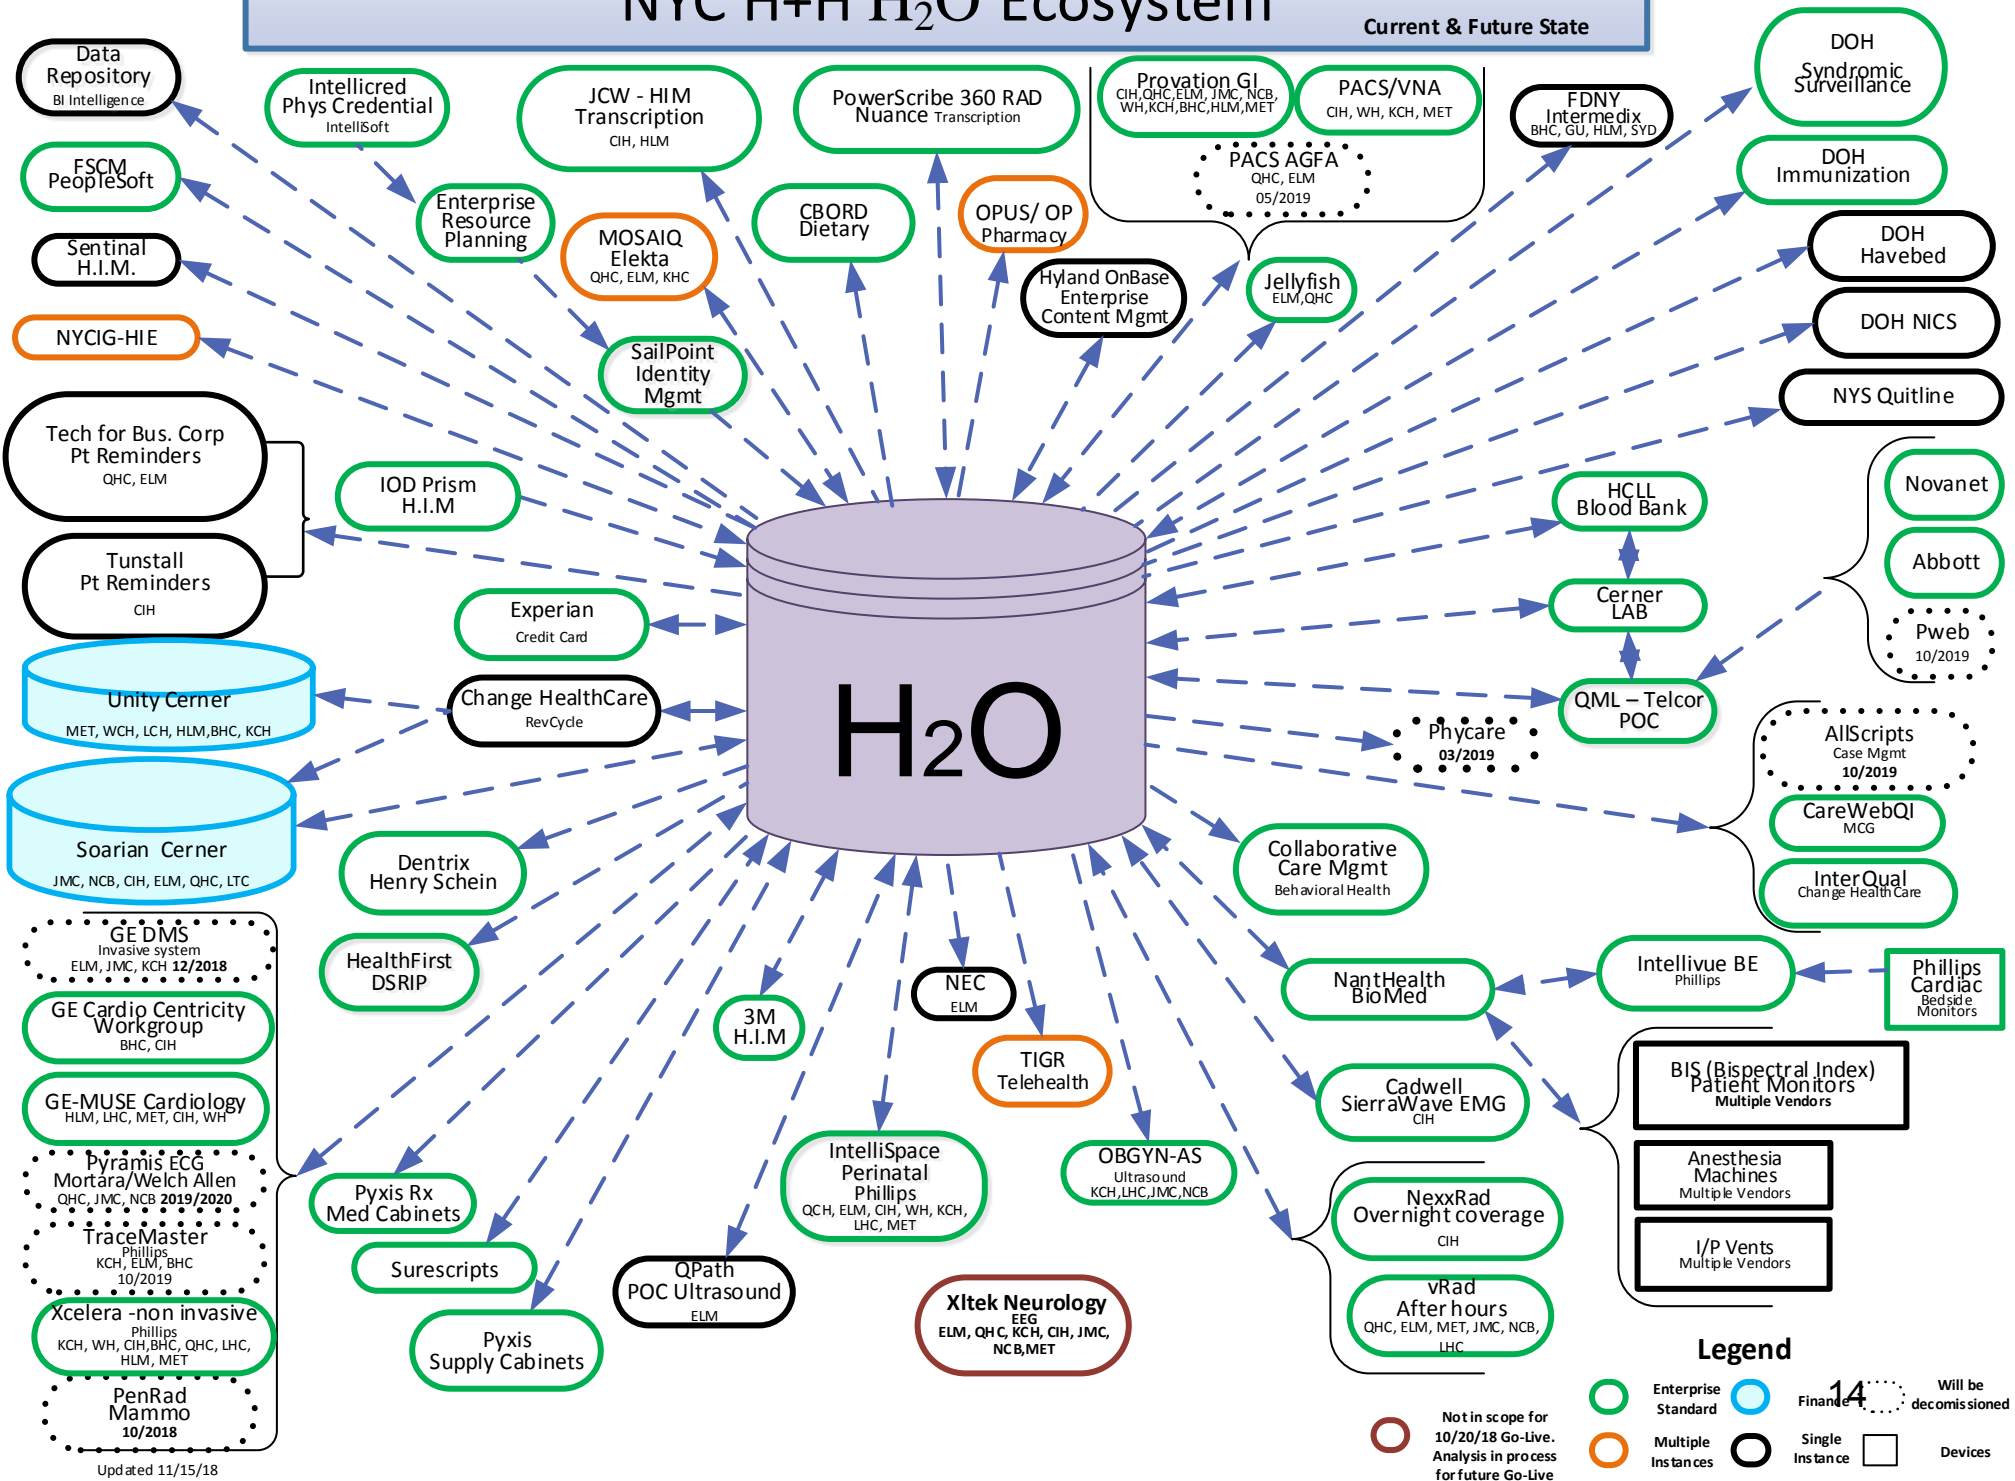 NYC H+H H2O Ecosystem
Current & Future State
Data
Repository
BI Intelligence
Intellicred
Phys Credential
IntelliSoft
JCW - HIM
Transcription
CIH, HLM
PowerScribe 360 RAD
Nuance Transcription
Provation GI
CIH,QHC,ELM, JMC, NCB,
WH,KCH,BHC,HLM,MET
PACS/VNA
CIH, WH, KCH, MET
PACS AGFA
QHC, ELM
05/2019
FDNY
Intermedix
BHC, GU, HLM, SYD
DOH
Syndromic
Surveillance
FSCM
PeopleSoft
Enterprise
Resource
Planning
MOSAIQ
Elekta
QHC, ELM, KHC
CBORD
Dietary
OPUS/ OP
Pharmacy
DOH
Immunization
Sentinal
H.I.M.
Hyland OnBase
Enterprise
Content Mgmt
Jellyfish
ELM,QHC
DOH
Havebed
NYCIG-HIE
SailPoint
Identity
Mgmt
DOH NICS
NYS Quitline
Tech for Bus. Corp
Pt Reminders
QHC, ELM
IOD Prism
H.I.M
HCLL
Blood Bank
Novanet
Tunstall
Pt Reminders
CIH
Experian
Credit Card
Cerner
LAB
Abbott
Pweb
10/2019
Unity Cerner
MET, WCH, LCH, HLM,BHC, KCH
Change HealthCare
RevCycle
H2O
QML – Telcor
POC
Phycare
03/2019
AllScripts
Case Mgmt
10/2019
Soarian Cerner
JMC, NCB, CIH, ELM, QHC, LTC
Dentrix
Henry Schein
Collaborative
Care Mgmt
Behavioral Health
CareWebQI
MCG
InterQual
Change HealthCare
GE DMS
Invasive system
ELM, JMC, KCH 12/2018
HealthFirst
DSRIP
NEC
ELM
NantHealth
BioMed
Intellivue BE
Phillips
Phillips
Cardiac
Bedside
Monitors
GE Cardio Centricity
Workgroup
BHC, CIH
3M
H.I.M
TIGR
Telehealth
BIS (Bispectral Index)
Patient Monitors
Multiple Vendors
GE-MUSE Cardiology
HLM, LHC, MET, CIH, WH
Cadwell
SierraWave EMG
CIH
Pyramis ECG
Mortara/Welch Allen
QHC, JMC, NCB 2019/2020
Pyxis Rx
Med Cabinets
IntelliSpace
Perinatal
Phillips
QCH, ELM, CIH, WH, KCH,
LHC, MET
OBGYN-AS
Ultrasound
KCH,LHC,JMC,NCB
Anesthesia
Machines
Multiple Vendors
NexxRad
Overnight coverage
CIH
TraceMaster
Phillips
KCH, ELM, BHC
10/2019
Surescripts
QPath
POC Ultrasound
ELM
I/P Vents
Multiple Vendors
Xcelera -non invasive
Phillips
KCH, WH, CIH,BHC, QHC, LHC,
HLM, MET
Pyxis
Supply Cabinets
Xltek Neurology
EEG
ELM, QHC, KCH, CIH, JMC,
NCB,MET
vRad
After hours
QHC, ELM, MET, JMC, NCB,
LHC
PenRad
Mammo
10/2018
Updated 11/15/18
Legend
Enterprise
Standard
Finance
14
Will be
decomissioned
Not in scope for
10/20/18 Go-Live.
Analysis in process
for future Go-Live
Multiple
Instances
Single
Instance
Devices